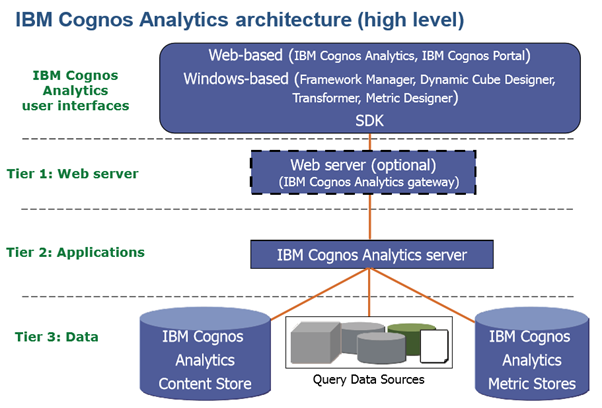 IBM Cognos Analytics architecture (high level)
IBM Cognos
Analytics
user interfaces
Web-based (IBM Cognos Analytics, IBM Cognos Portal)
Windows-based (Framework Manager, Dynamic Cube Designer,
Transformer, Metric Designer)
SDK
Tier 1: Web server
Web server (optional)
(IBM Cognos Analytics gateway)
Tier 2: Applications
IBM Cognos Analytics server
Tier 3: Data
IBM Cognos
Analytics
Content Store
Query Data Sources
IBM Cognos
Analytics
Metric Stores